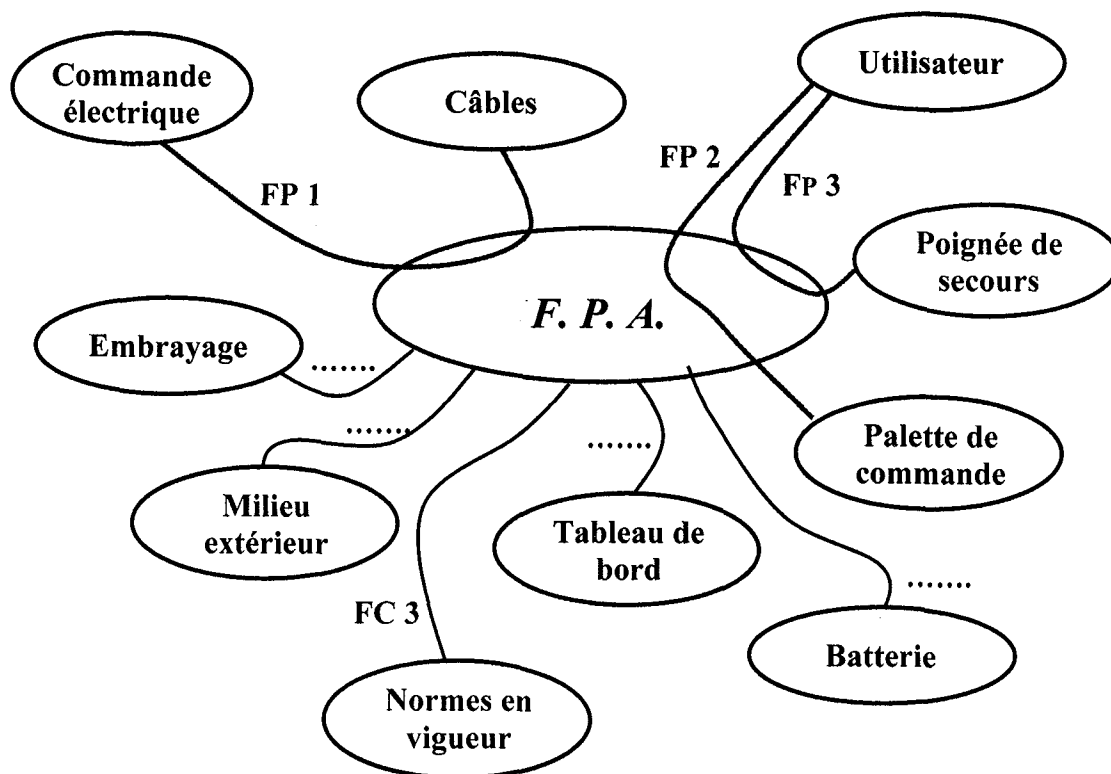 Commande
électrique
Câbles
Utilisateur
FP 1
FP 2
FP 3
Poignée de
secours
F. P. A.
Embrayage
.......
.......
.......
Palette de
commande
Milieu
extérieur
Tableau de
bord
.......
FC 3
Batterie
Normes en
vigueur